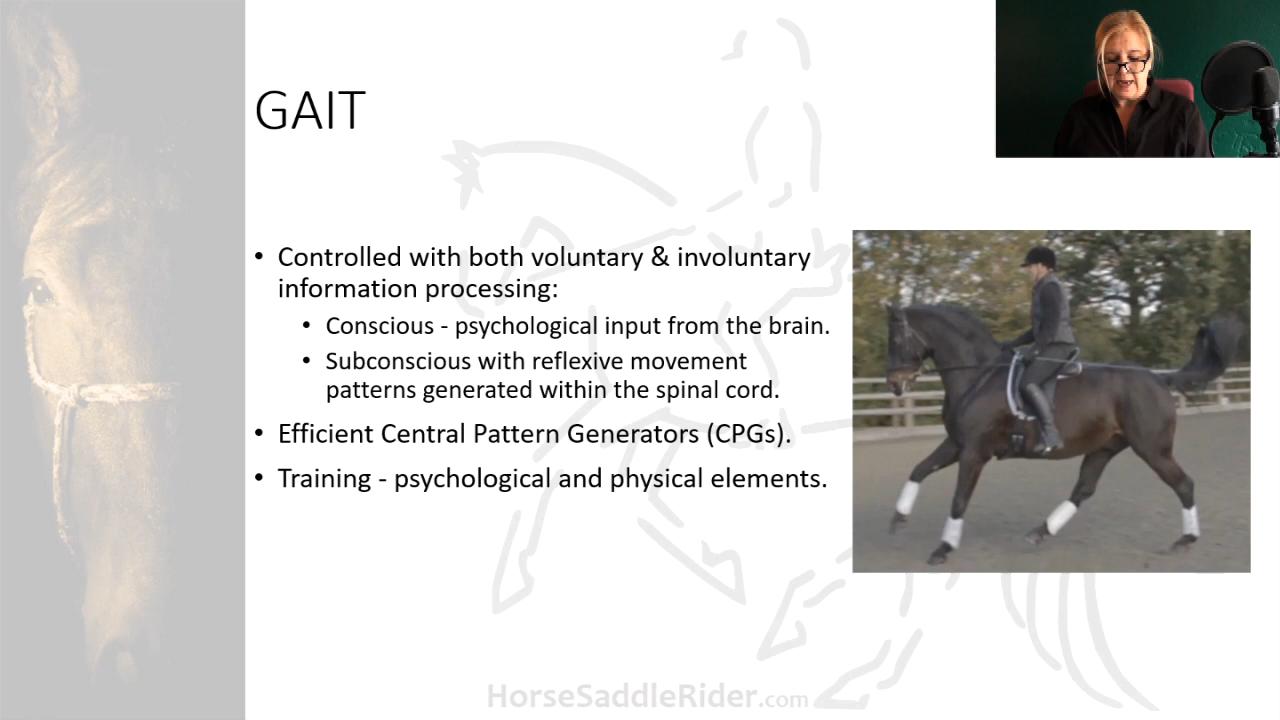 GAIT
• Controlled with both voluntary & involuntary
information processing:
• Conscious - psychological input from the brain.
• Subconscious with reflexive movement
patterns generated within the spinal cord.
• Efficient Central Pattern Generators (CPGs).
• Training - psychological and physical elements.
HorseSaddleRider.com